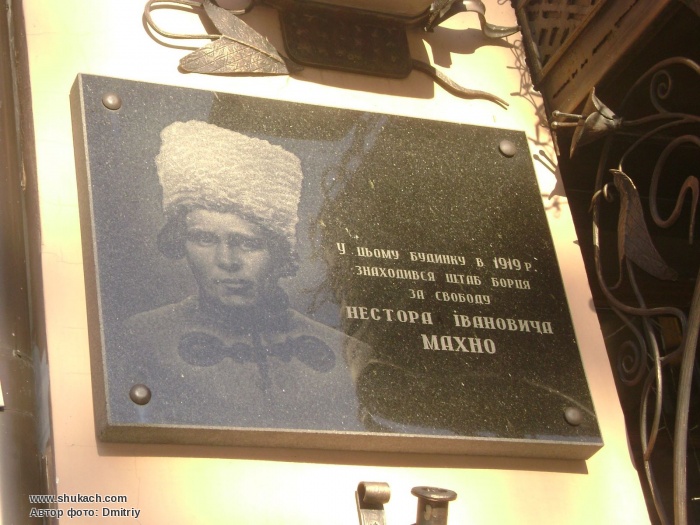 У ЦЬОМУ БУДИНКУ В 1919 Р.
ЗНАХОДИВСЯ ШТАБ БОРЦЯ
ЗА СВОБОДУ
НЕСТОРА ІВАНОВИЧА
МАХНО
www.shukach.com
Автор фото: Dmitriy